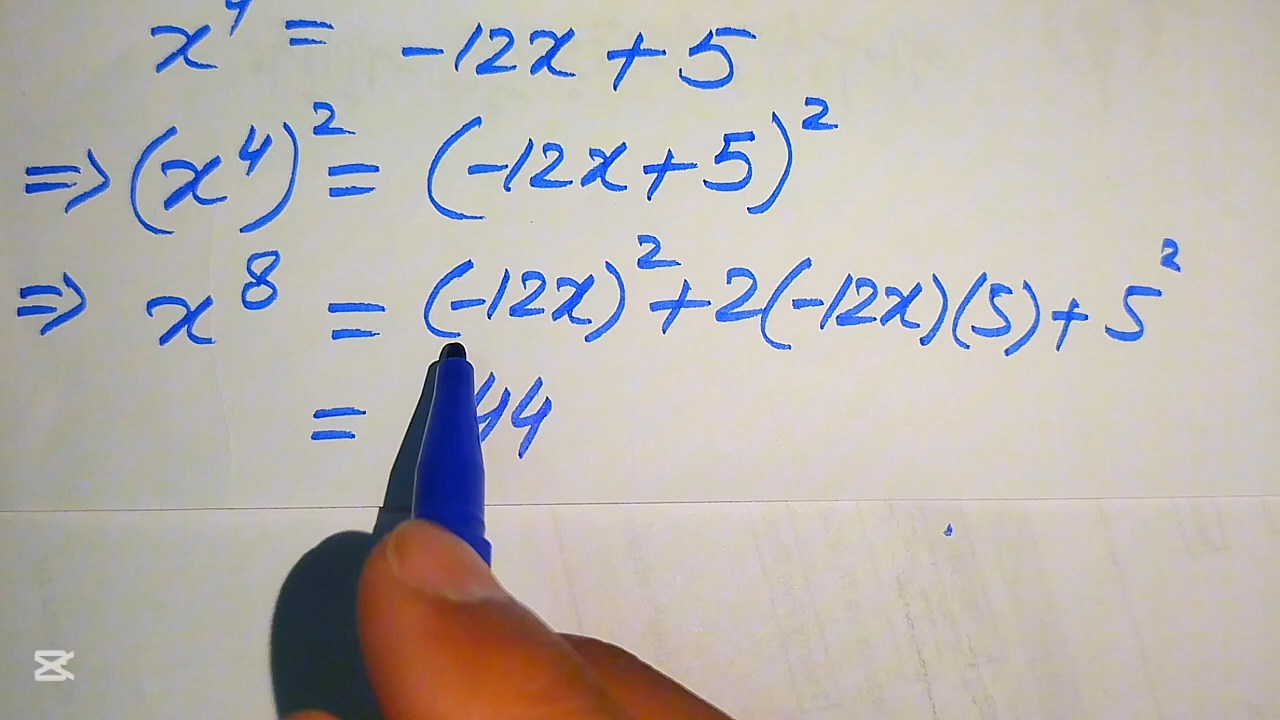 x⁴ = -12x + 5
=> (x⁴)² = (-12x + 5)²
=> x⁸ = (-12x)² + 2(-12x)(5) + 5²
= 44